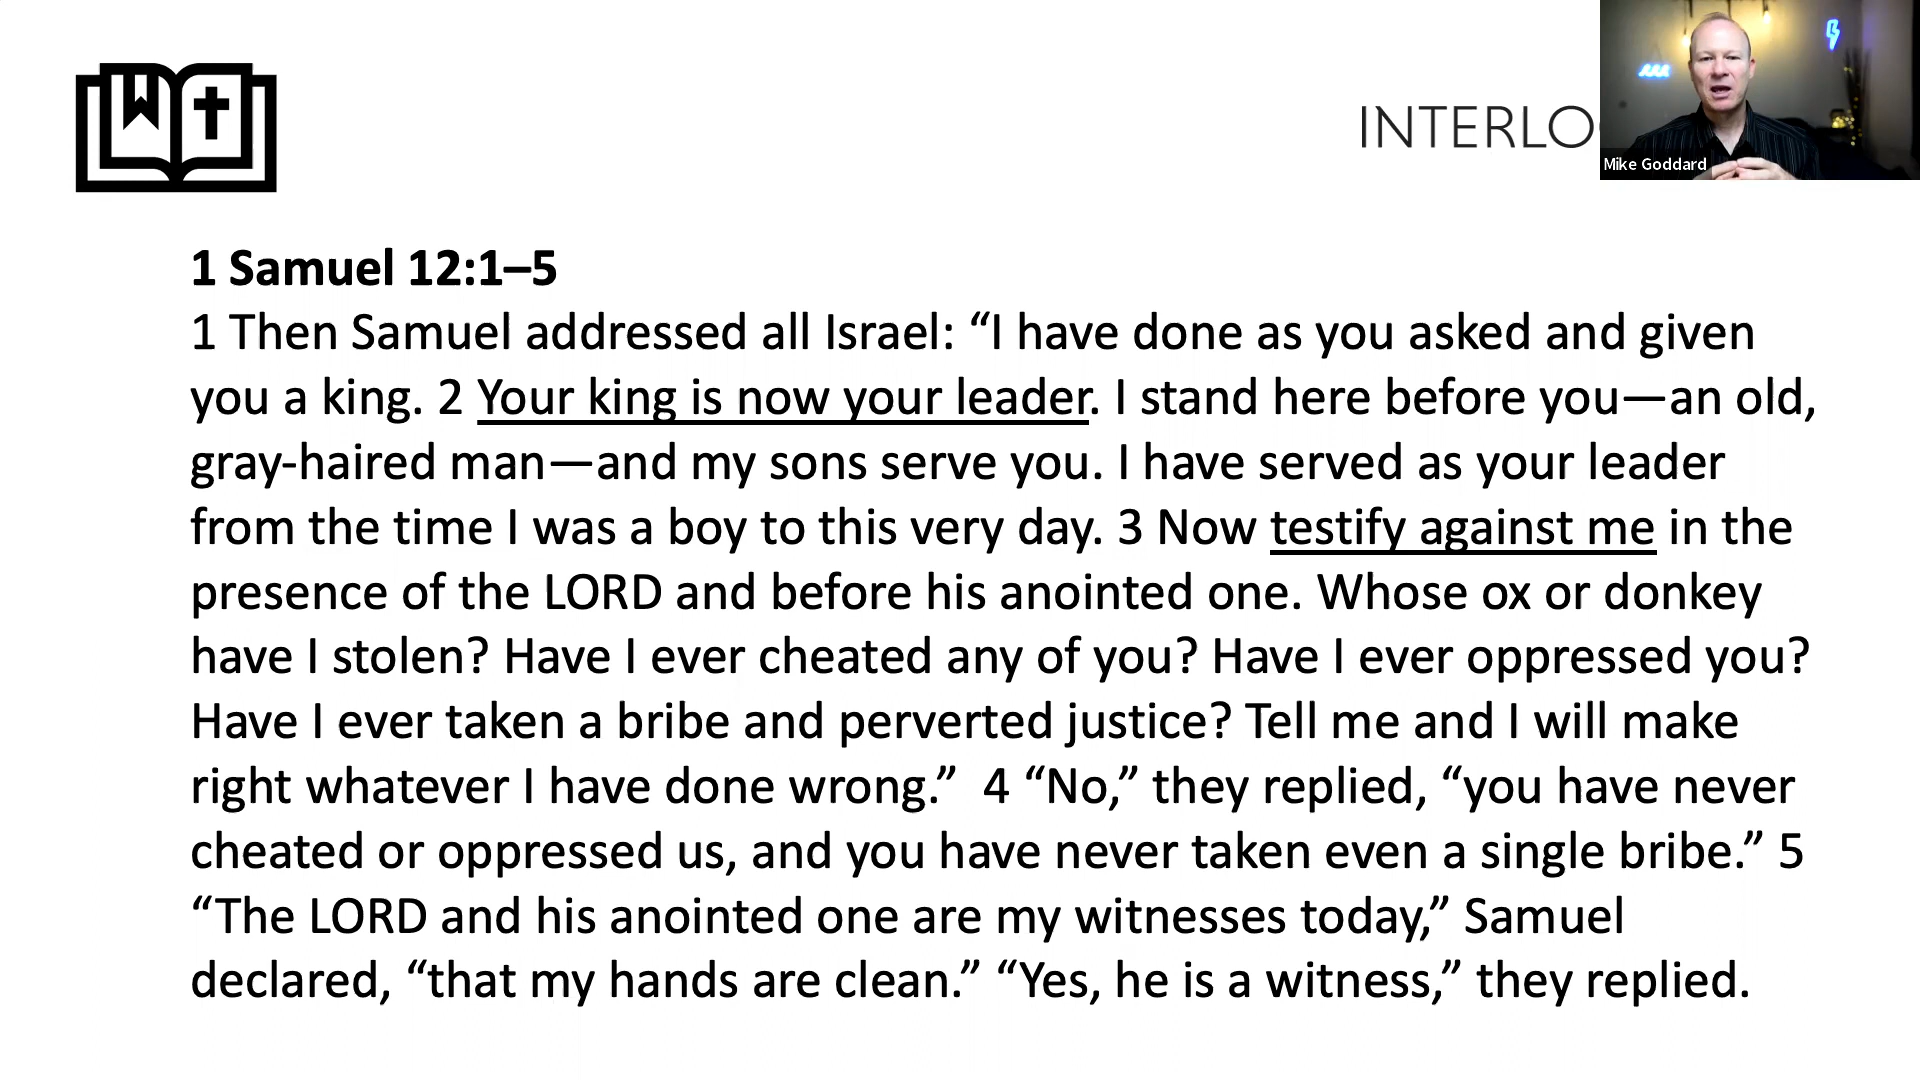 INTERLO
Mike Goddard
1 Samuel 12:1–5
1 Then Samuel addressed all Israel: “I have done as you asked and given
you a king. 2 Your king is now your leader. I stand here before you—an old,
gray-haired man—and my sons serve you. I have served as your leader
from the time I was a boy to this very day. 3 Now testify against me in the
presence of the LORD and before his anointed one. Whose ox or donkey
have I stolen? Have I ever cheated any of you? Have I ever oppressed you?
Have I ever taken a bribe and perverted justice? Tell me and I will make
right whatever I have done wrong.”  4 “No,” they replied, “you have never
cheated or oppressed us, and you have never taken even a single bribe.” 5
“The LORD and his anointed one are my witnesses today,” Samuel
declared, “that my hands are clean.” “Yes, he is a witness,” they replied.